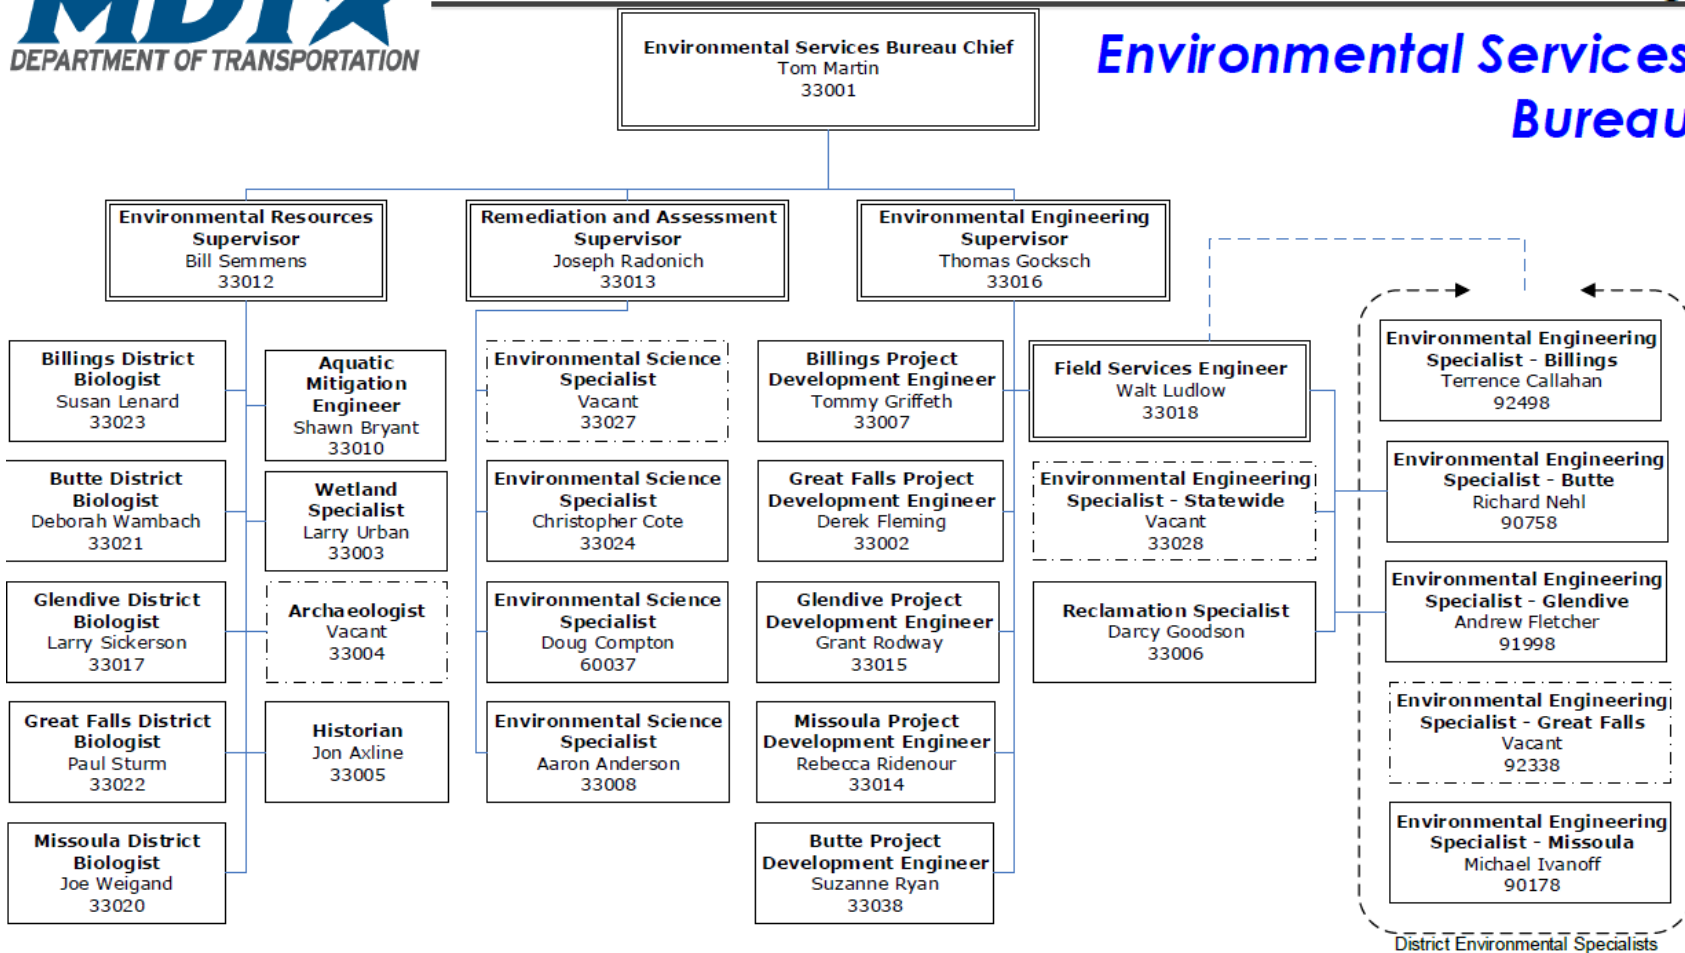 MDT
DEPARTMENT OF TRANSPORTATION
Environmental Services
Bureau
Environmental Services Bureau Chief
Tom Martin
33001
Environmental Resources
Supervisor
Bill Semmens
33012
Remediation and Assessment
Supervisor
Joseph Radonich
33013
Environmental Engineering
Supervisor
Thomas Gocksch
33016
Billings District
Biologist
Susan Lenard
33023
Butte District
Biologist
Deborah Wambach
33021
Glendive District
Biologist
Larry Sickerson
33017
Great Falls District
Biologist
Paul Sturm
33022
Missoula District
Biologist
Joe Weigand
33020
Aquatic
Mitigation
Engineer
Shawn Bryant
33010
Wetland
Specialist
Larry Urban
33003
Archaeologist
Vacant
33004
Historian
Jon Axline
33005
Environmental Science
Specialist
Vacant
33027
Environmental Science
Specialist
Christopher Cote
33024
Environmental Science
Specialist
Doug Compton
60037
Environmental Science
Specialist
Aaron Anderson
33008
Billings Project
Development Engineer
Tommy Griffeth
33007
Great Falls Project
Development Engineer
Derek Fleming
33002
Glendive Project
Development Engineer
Grant Rodway
33015
Missoula Project
Development Engineer
Rebecca Ridenour
33014
Butte Project
Development Engineer
Suzanne Ryan
33038
Field Services Engineer
Walt Ludlow
33018
Environmental Engineering
Specialist - Statewide
Vacant
33028
Reclamation Specialist
Darcy Goodson
33006
Environmental Engineering
Specialist - Billings
Terrence Callahan
92498
Environmental Engineering
Specialist - Butte
Richard Nehl
90758
Environmental Engineering
Specialist - Glendive
Andrew Fletcher
91998
Environmental Engineering
Specialist - Great Falls
Vacant
92338
Environmental Engineering
Specialist - Missoula
Michael Ivanoff
90178
District Environmental Specialists